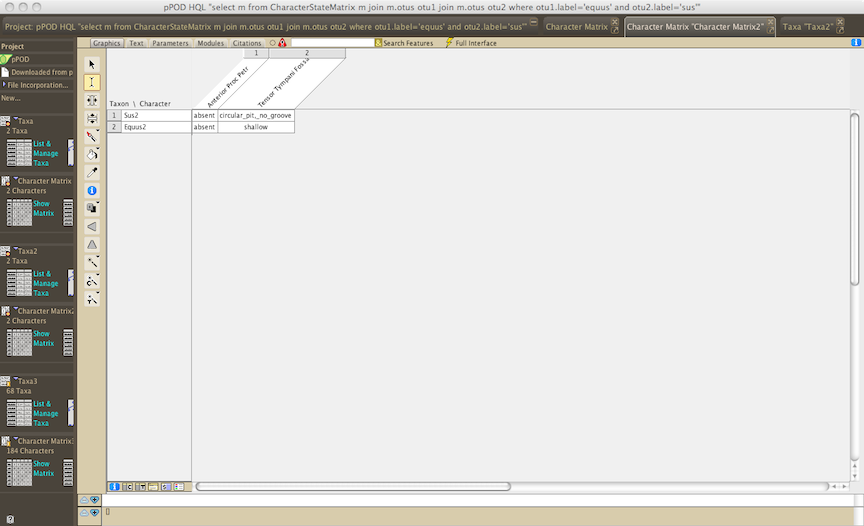 pPOD HQL "select m from CharacterStateMatrix m join m.otus otu1 join m.otus otu2 where otu1.label='equus' and otu2.label='sus'"
Project: pPOD HQL "select m from CharacterStateMatrix m join m.otus otu1 join m.otus otu2 where otu1.label='equus' and otu2.label='sus'"
Character Matrix
Character Matrix "Character Matrix2"
Taxa "Taxa2"
Project
pPOD
Downloaded from p
File Incorporation...
New...
Taxa
2 Taxa
List &
Manage
Taxa
Character Matrix
2 Characters
Show
Matrix
Taxa2
2 Taxa
List &
Manage
Taxa
Character Matrix2
2 Characters
Show
Matrix
Taxa3
68 Taxa
List &
Manage
Taxa
Character Matrix
184 Characters
Show
Matrix
Graphics
Text
Parameters
Modules
Citations
Search Features
Full Interface
1
2
Anterior Proc Petr
Tensor Tympani Fossa
Taxon \ Character
1 Sus2 absent circular_pit,_no_groove
2 Equus2 absent shallow